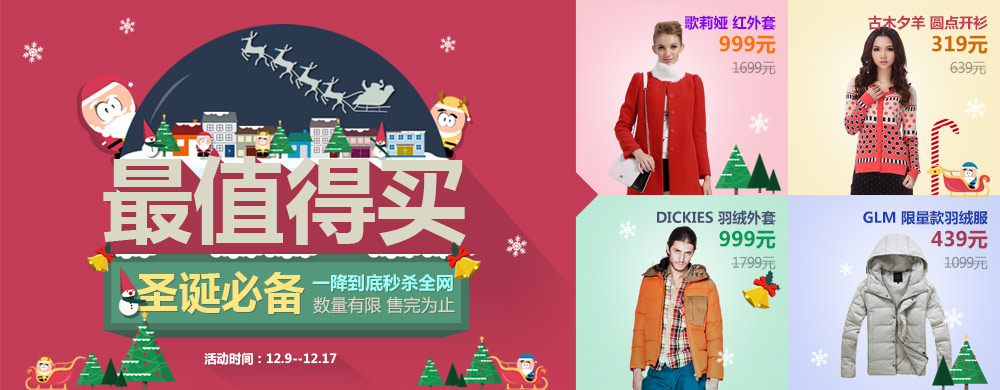 最值得买
圣诞必备
一降到底秒杀全网
数量有限 售完为止
活动时间：12.9--12.17
歌莉娅 红外套
999元
1699元
古木夕羊 圆点开衫
319元
639元
DICKIES 羽绒外套
999元
1799元
GLM 限量款羽绒服
439元
1099元